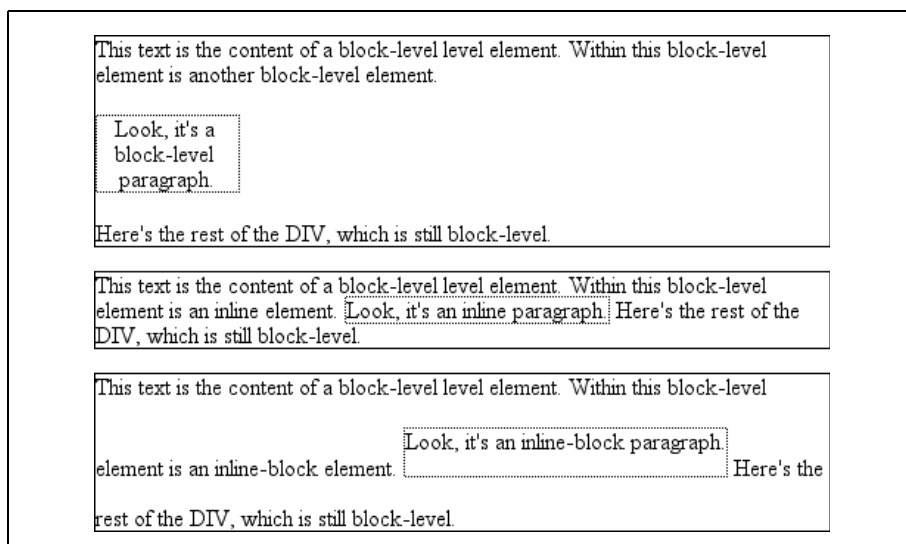 This text is the content of a block-level level element. Within this block-level
element is another block-level element.
Look, it's a
block-level
paragraph.
Here's the rest of the DIV, which is still block-level.
This text is the content of a block-level level element. Within this block-level
element is an inline element. Look, it's an inline paragraph. Here's the rest of the
DIV, which is still block-level.
This text is the content of a block-level level element. Within this block-level
Look, it's an inline-block paragraph.
element is an inline-block element. Here's the
rest of the DIV, which is still block-level.